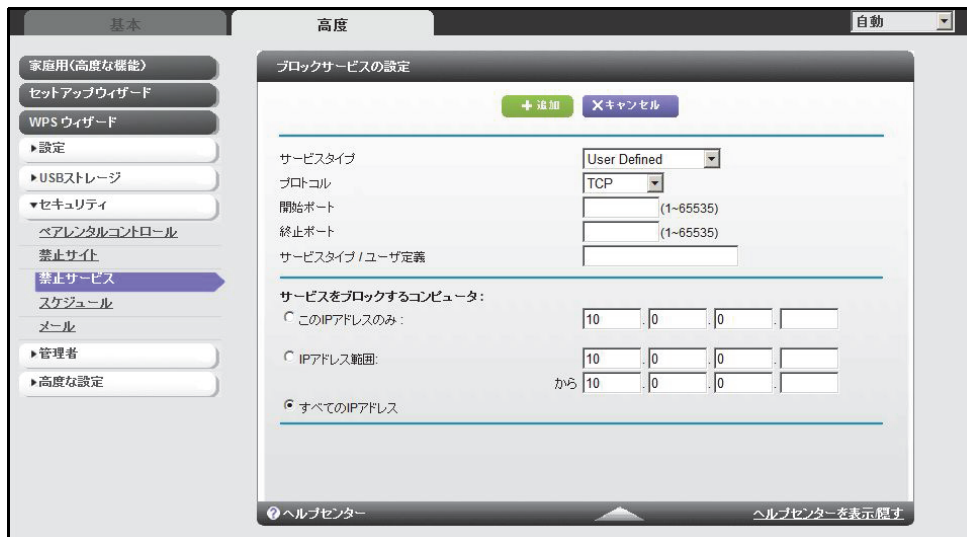 基本
高度
自動
家庭用(高度な機能)
セットアップウィザード
WPS ウィザード
設定
USBストレージ
セキュリティ
ペアレンタルコントロール
禁止サイト
禁止サービス
スケジュール
メール
管理者
高度な設定
ブロックサービスの設定
+ 追加
Xキャンセル
サービスタイプ
User Defined
プロトコル
TCP
開始ポート
(1~65535)
終止ポート
(1~65535)
サービスタイプ / ユーザ定義
サービスをブロックするコンピュータ:
このIPアドレスのみ :
10 .0 .0 .
IPアドレス範囲:
10 .0 .0 .
から 10 .0 .0 .
すべてのIPアドレス
?ヘルプセンター
ヘルプセンターを表示/隠す